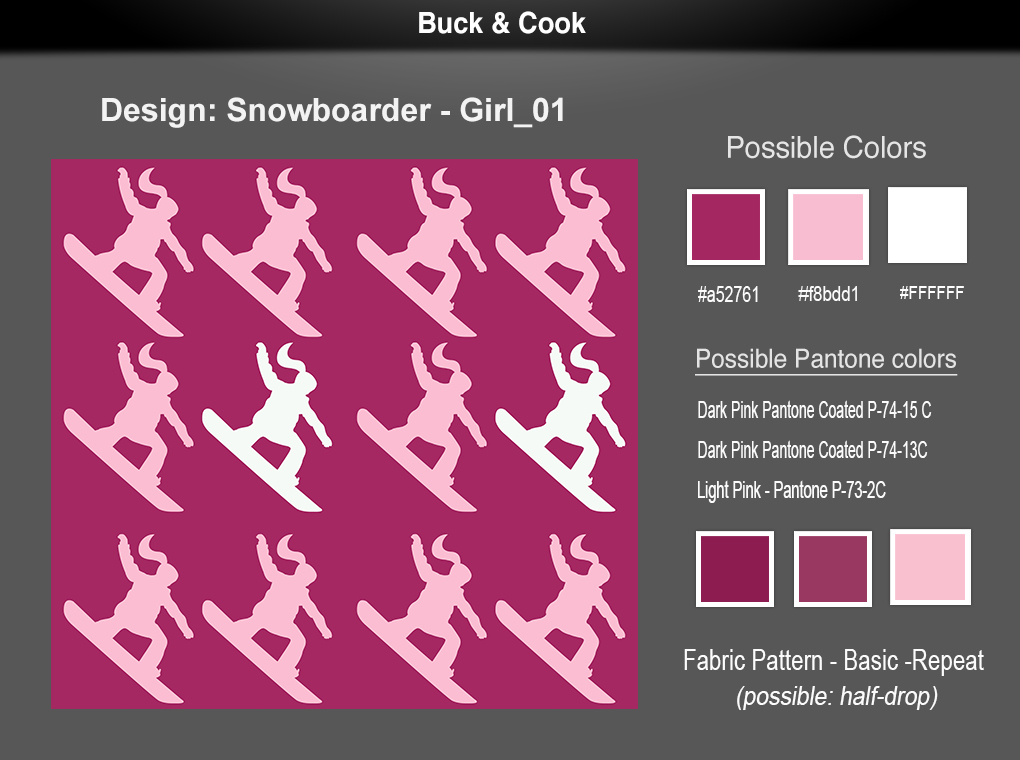 Buck & Cook
Design: Snowboarder - Girl_01
Possible Colors
#a52761
#f8bdd1
#FFFFFF
Possible Pantone colors
Dark Pink Pantone Coated P-74-15 C
Dark Pink Pantone Coated P-74-13C
Light Pink - Pantone P-73-2C
Fabric Pattern - Basic -Repeat
(possible: half-drop)